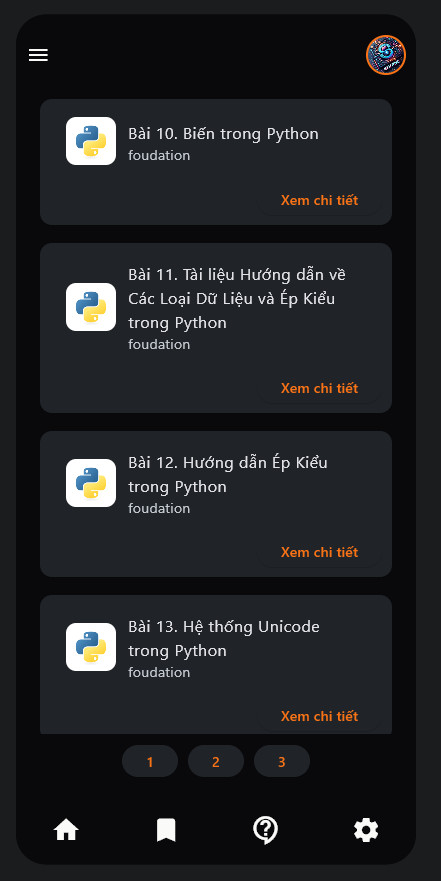 Bài 10. Biến trong Python
foudation
Xem chi tiết
Bài 11. Tài liệu Hướng dẫn về
Các Loại Dữ Liệu và Ép Kiểu
trong Python
foudation
Xem chi tiết
Bài 12. Hướng dẫn Ép Kiểu
trong Python
foudation
Xem chi tiết
Bài 13. Hệ thống Unicode
trong Python
foudation
Xem chi tiết
1 2 3